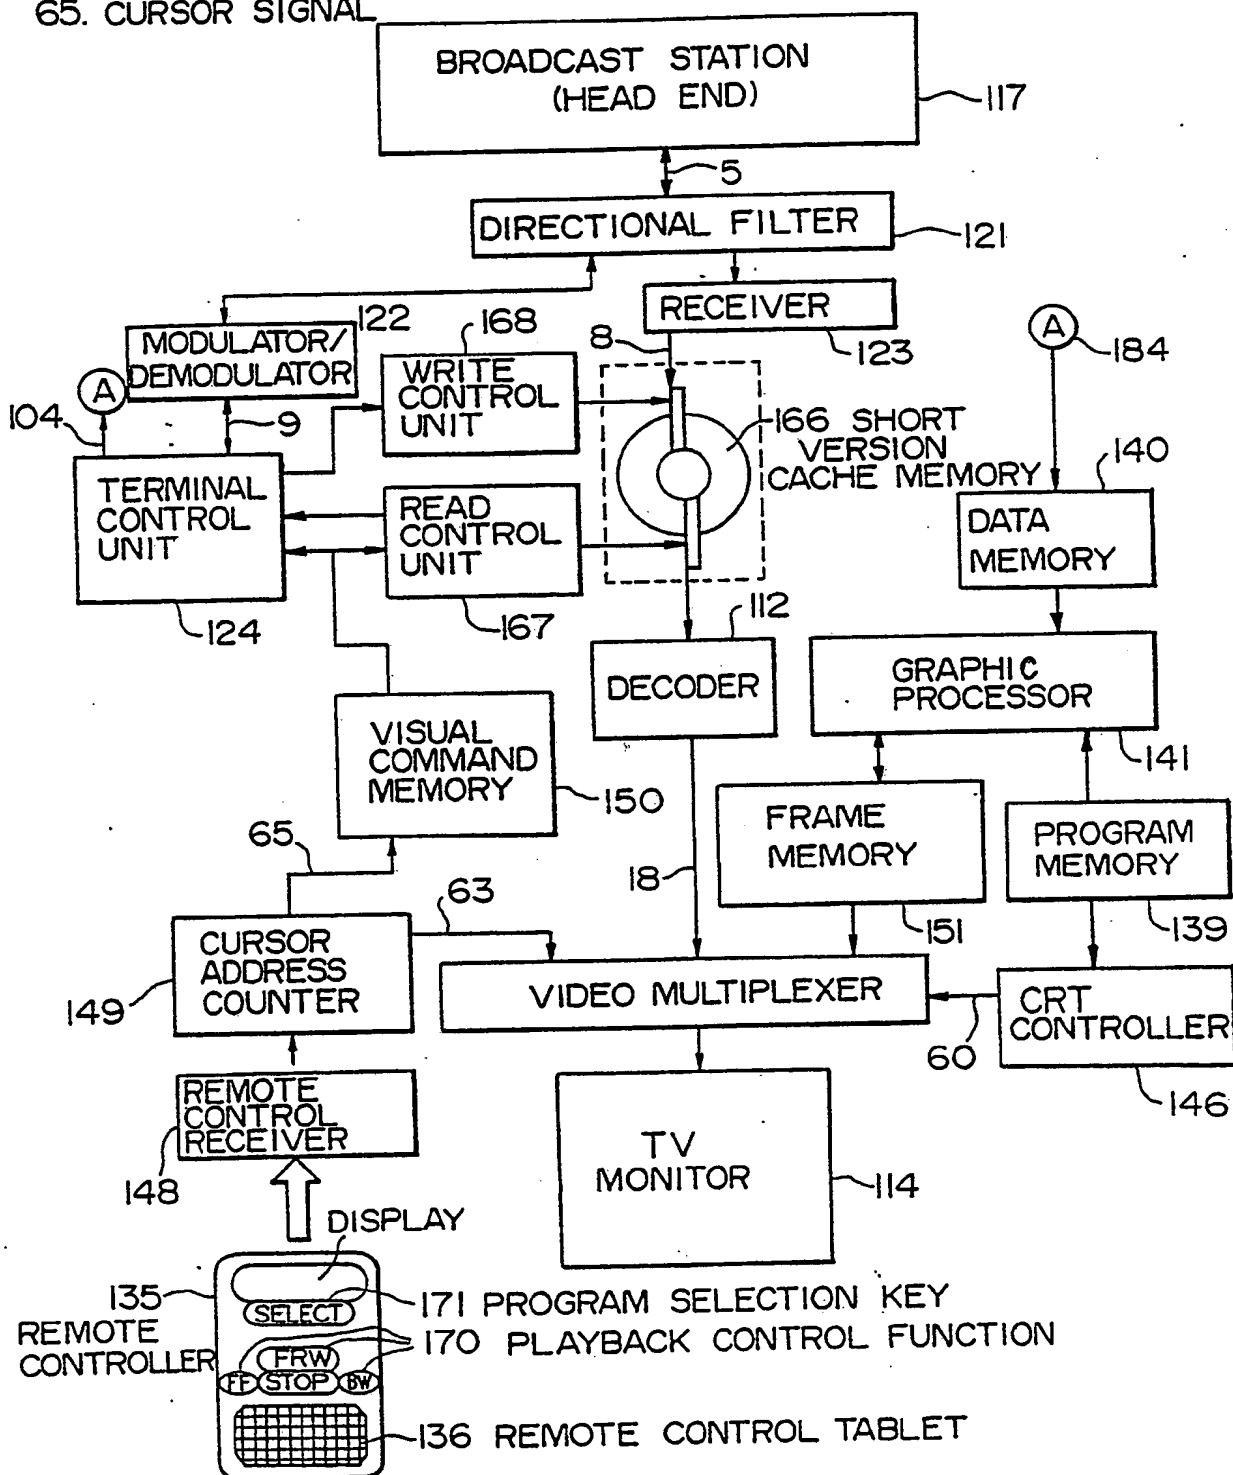 65. CURSOR SIGNAL
BROADCAST STATION
(HEAD END)
117
5
DIRECTIONAL FILTER
121
RECEIVER
123
8
122
MODULATOR/
DEMODULATOR
A
104
9
168
WRITE
CONTROL
UNIT
166 SHORT
VERSION
CACHE MEMORY
A
184
140
DATA
MEMORY
TERMINAL
CONTROL
UNIT
124
READ
CONTROL
UNIT
167
112
DECODER
GRAPHIC
PROCESSOR
141
VISUAL
COMMAND
MEMORY
150
FRAME
MEMORY
151
PROGRAM
MEMORY
139
65
63
18
CURSOR
ADDRESS
COUNTER
149
VIDEO MULTIPLEXER
60
CRT
CONTROLLER
146
REMOTE
CONTROL
RECEIVER
148
TV
MONITOR
114
DISPLAY
135
REMOTE
CONTROLLER
SELECT
171 PROGRAM SELECTION KEY
170 PLAYBACK CONTROL FUNCTION
FRW
FF
STOP
BW
136 REMOTE CONTROL TABLET